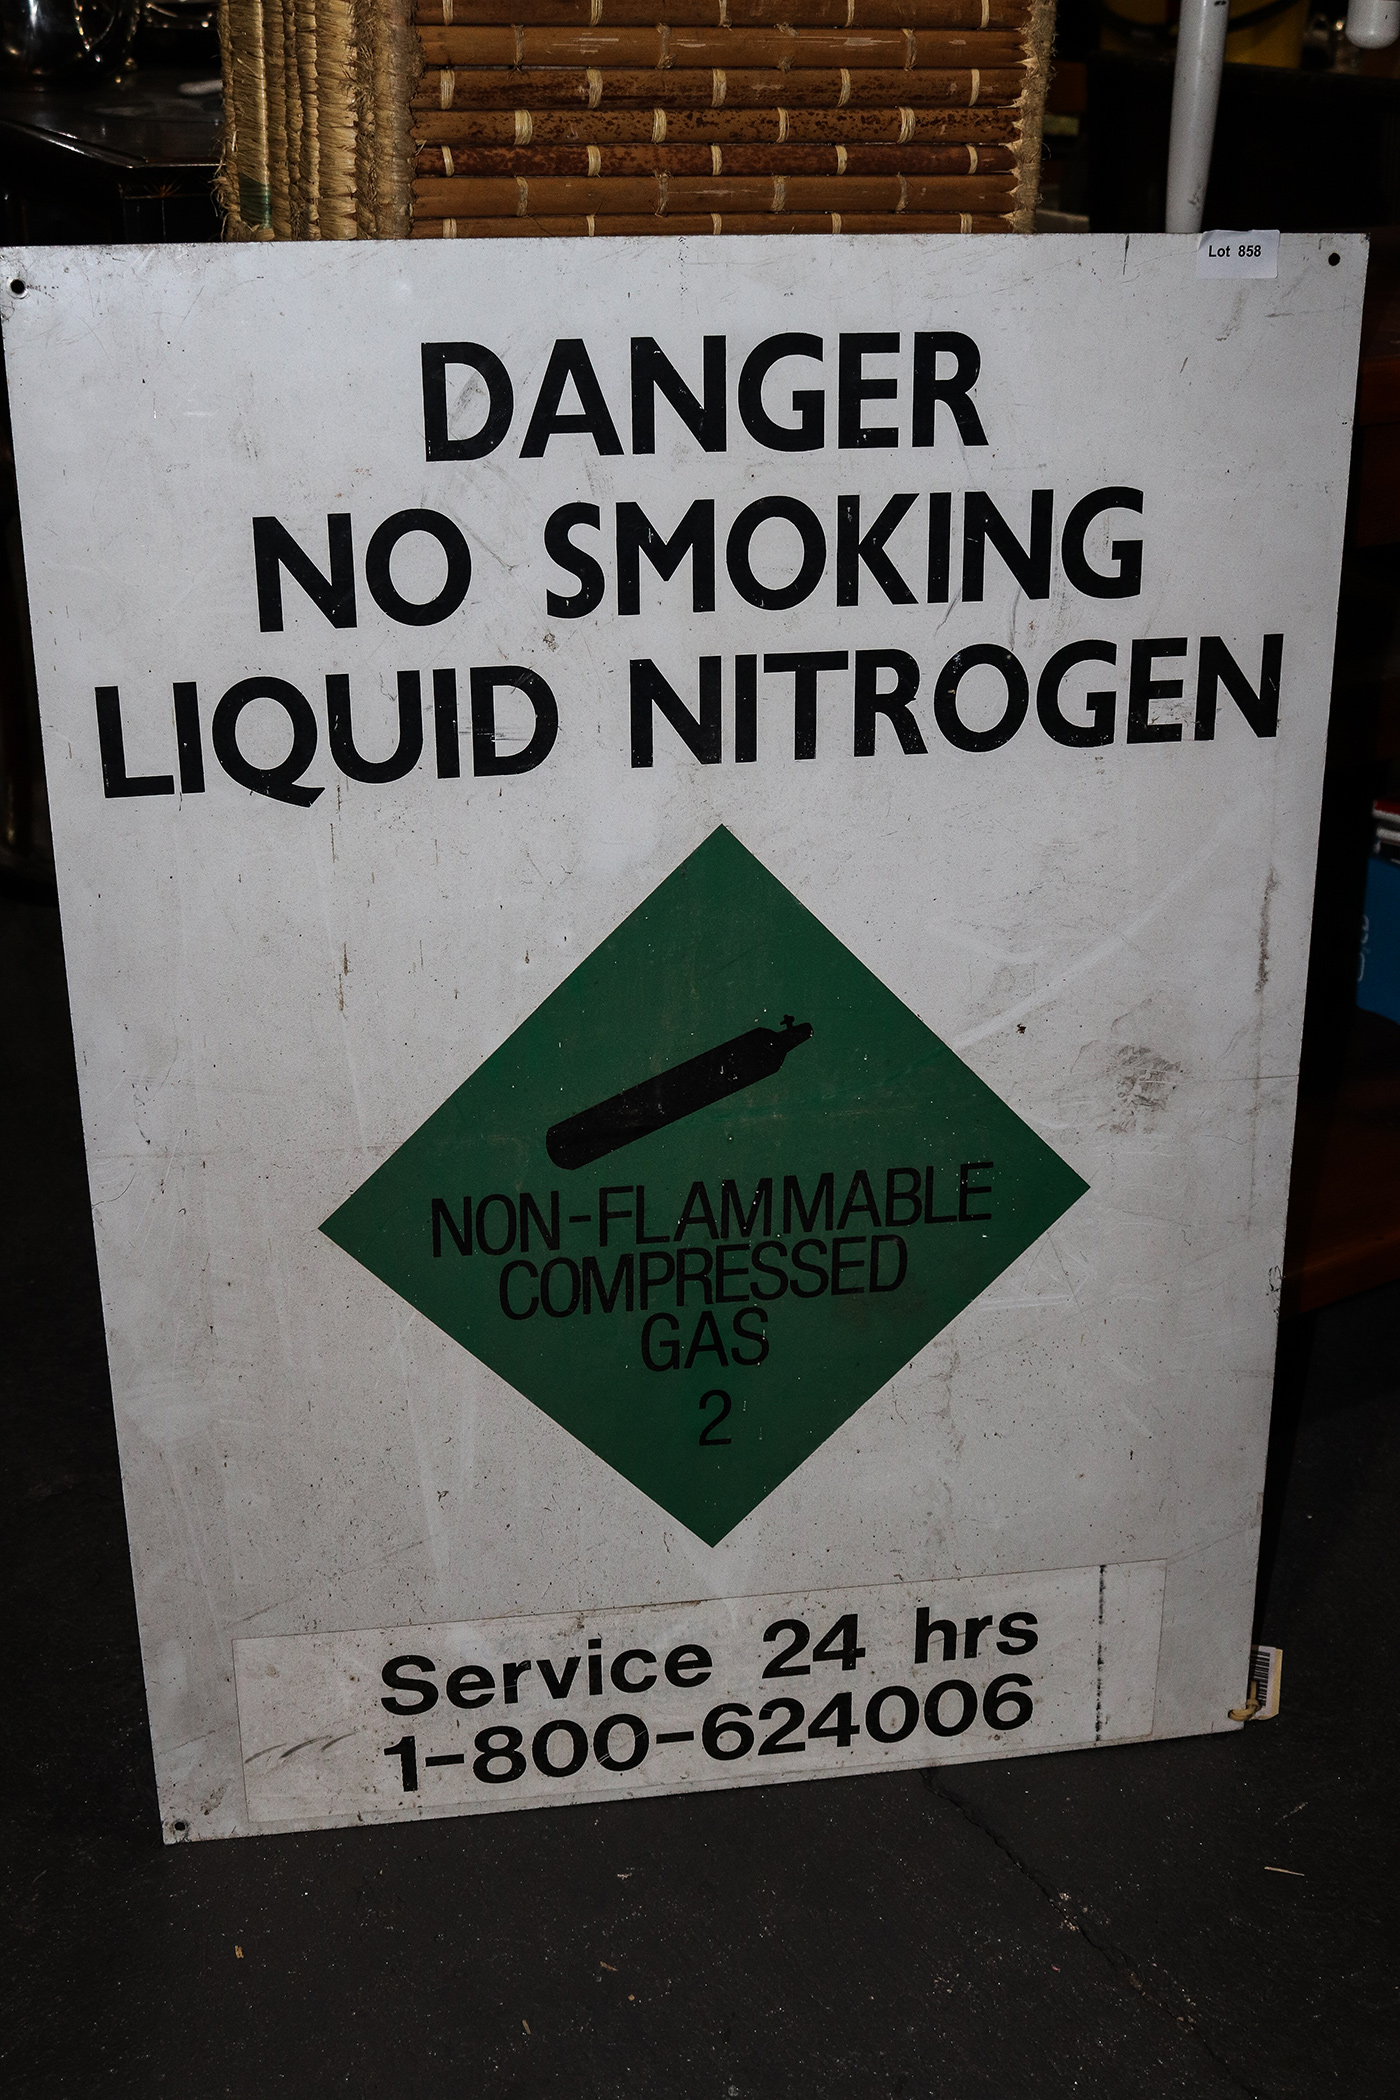 Lot 858
DANGER
NO SMOKING
LIQUID NITROGEN
NON-FLAMMABLE
COMPRESSED
GAS
2
Service 24 hrs
1-800-624006